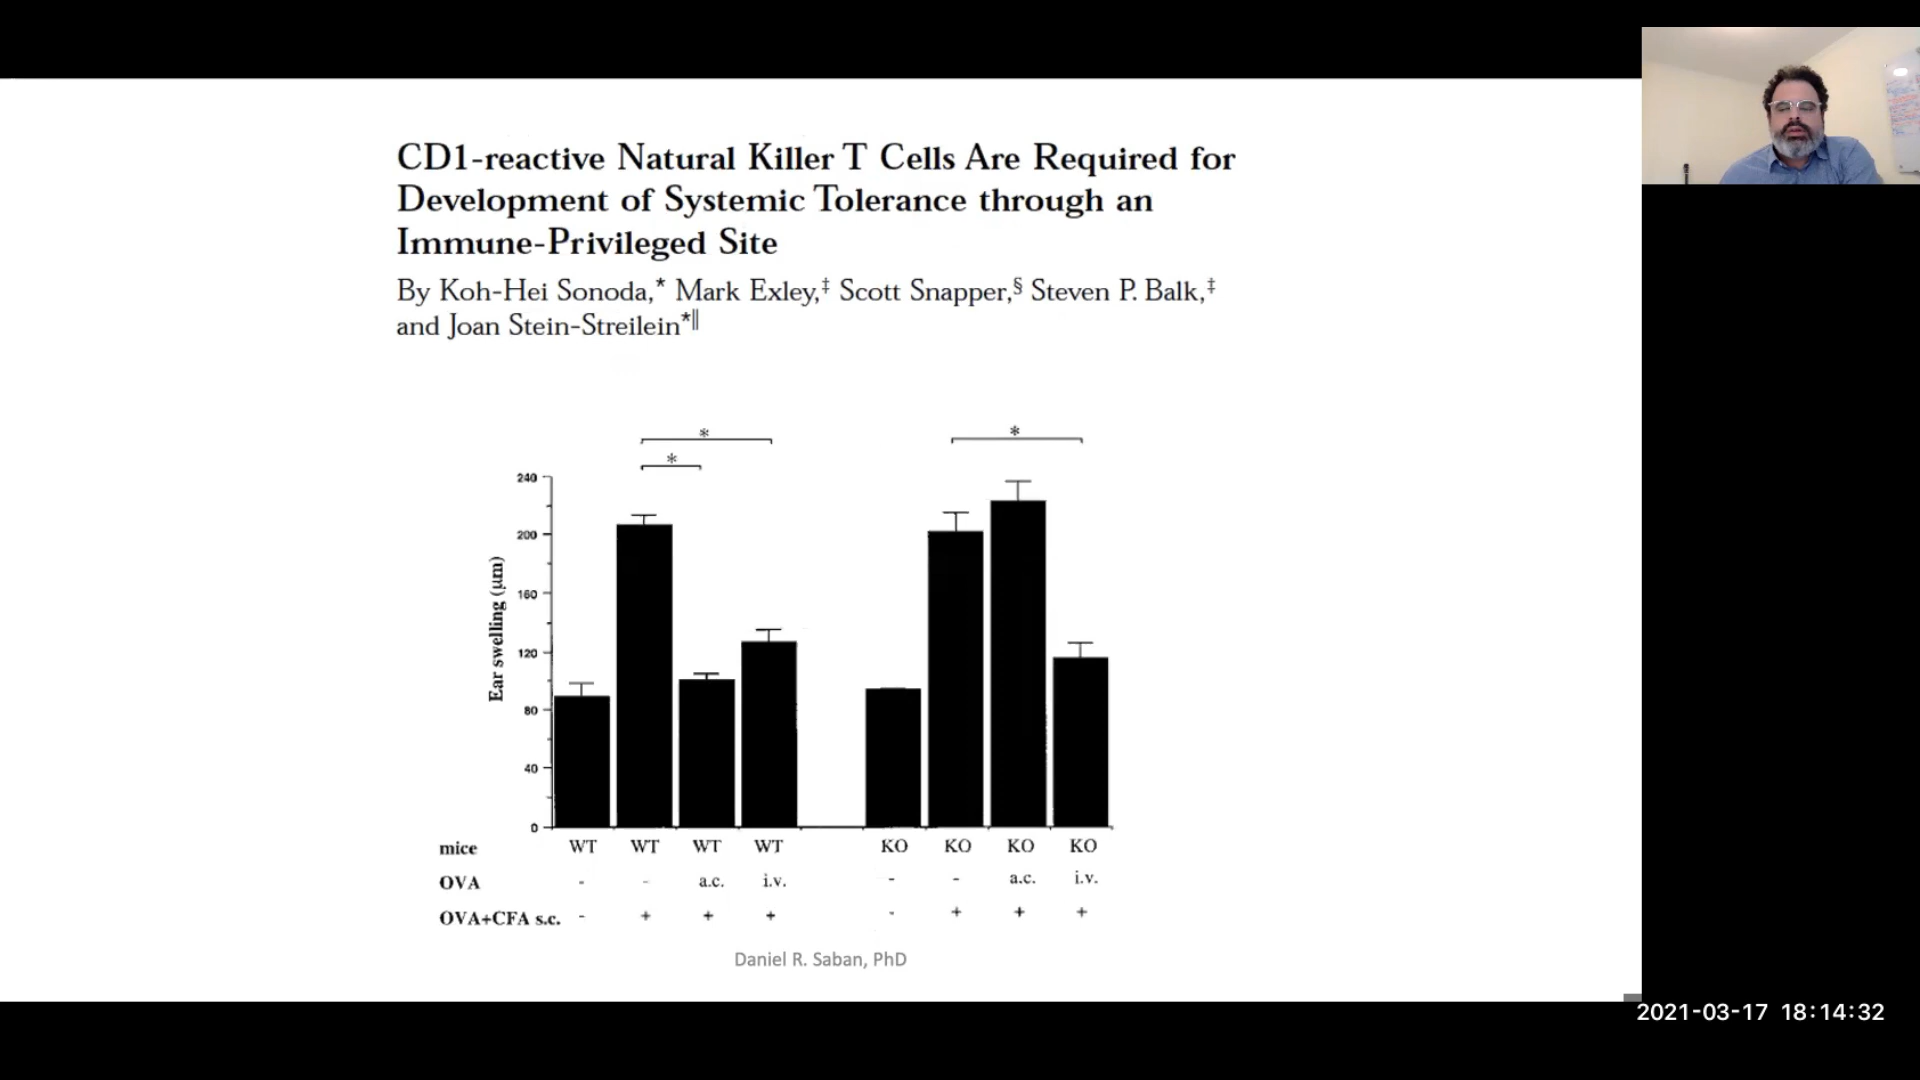 CD1-reactive Natural Killer T Cells Are Required for
Development of Systemic Tolerance through an
Immune-Privileged Site
By Koh-Hei Sonoda,* Mark Exley,‡ Scott Snapper,§ Steven P. Balk,‡
and Joan Stein-Streilein*‖
* *
*
240
200
160
120
80
40
0
Ear swelling (μm)
mice WT WT WT WT KO KO KO KO
OVA - - a.c. i.v. - - a.c. i.v.
OVA+CFA s.c. - + + + - + + +
Daniel R. Saban, PhD
2021-03-17 18:14:32